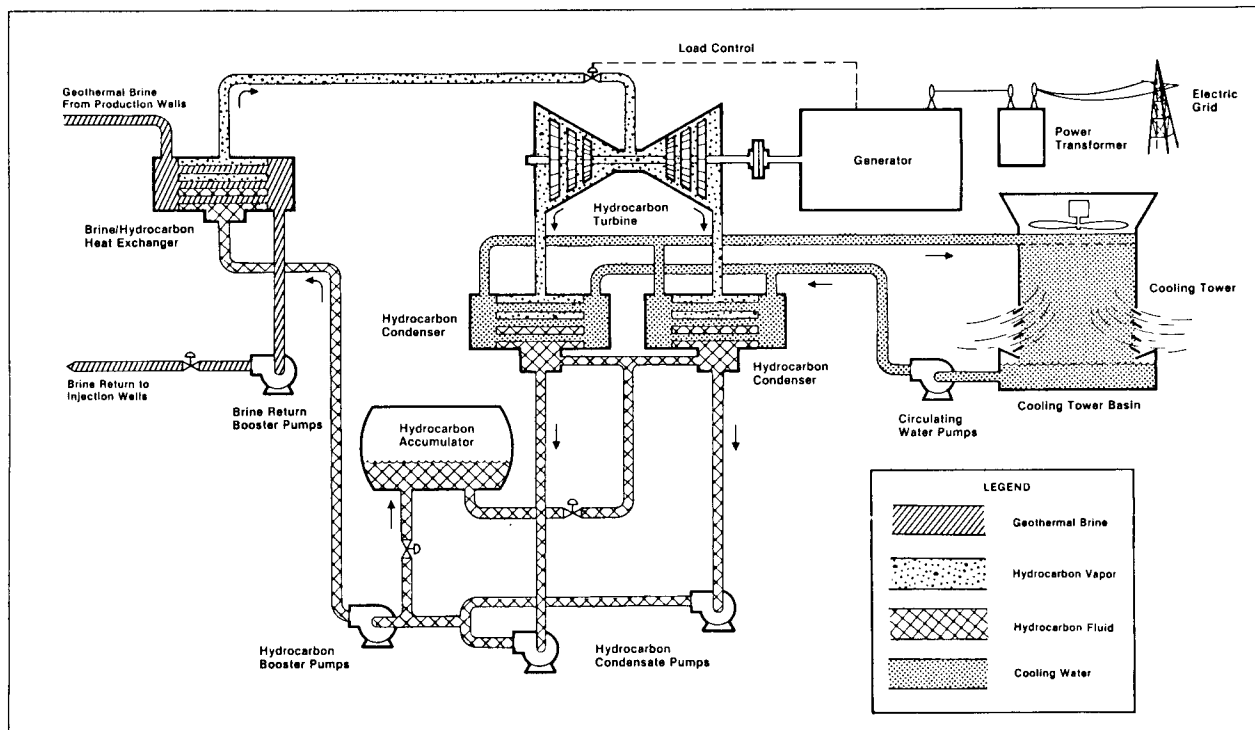 Load Control
Geothermal Brine
From Production Wells
Electric
Grid
Power
Transformer
Generator
Hydrocarbon
Turbine
Brine/Hydrocarbon
Heat Exchanger
Cooling Tower
Hydrocarbon
Condenser
Hydrocarbon
Condenser
Brine Return to
Injection Wells
Brine Return
Booster Pumps
Circulating
Water Pumps
Cooling Tower Basin
Hydrocarbon
Accumulator
Hydrocarbon
Booster Pumps
Hydrocarbon
Condensate Pumps
LEGEND
Geothermal Brine
Hydrocarbon Vapor
Hydrocarbon Fluid
Cooling Water